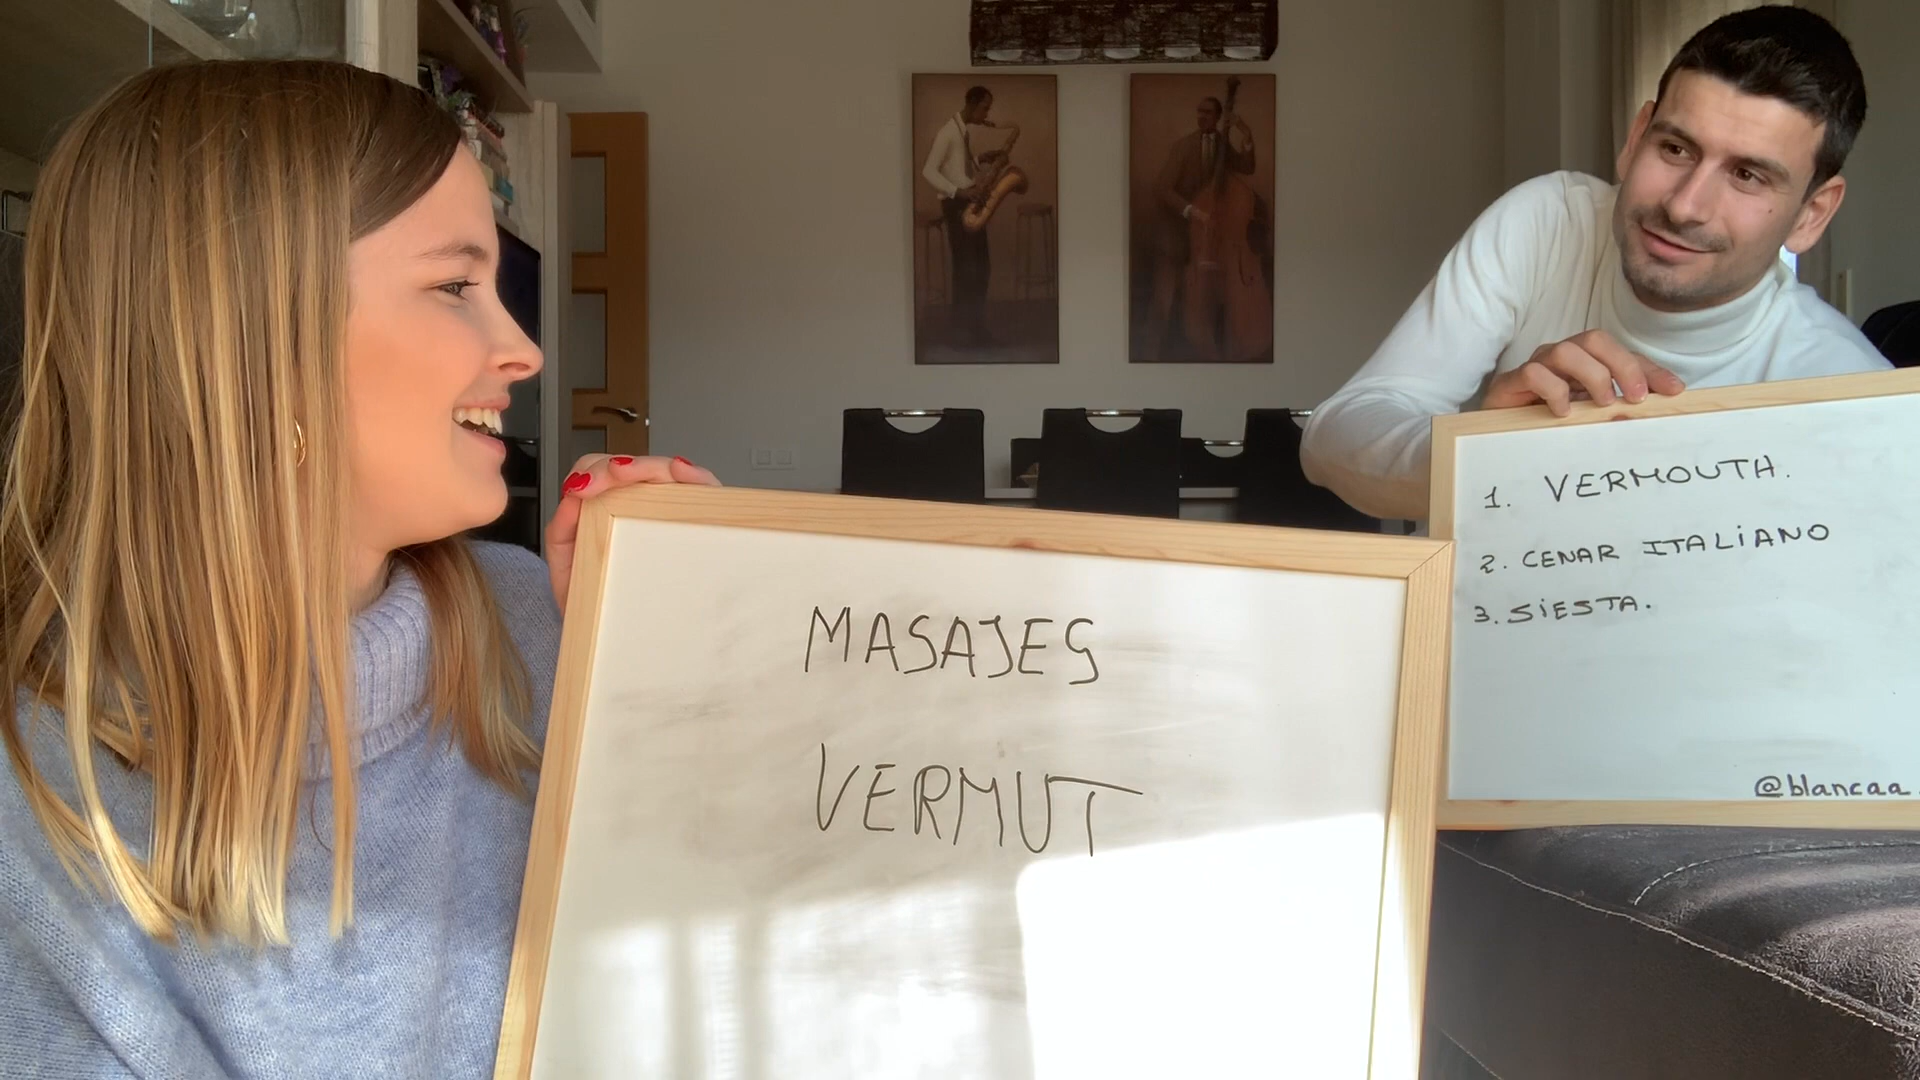 MASAJES
VERMUT
1. VERMOUTH.
2. CENAR ITALIANO
3. SIESTA.
@blancaa.